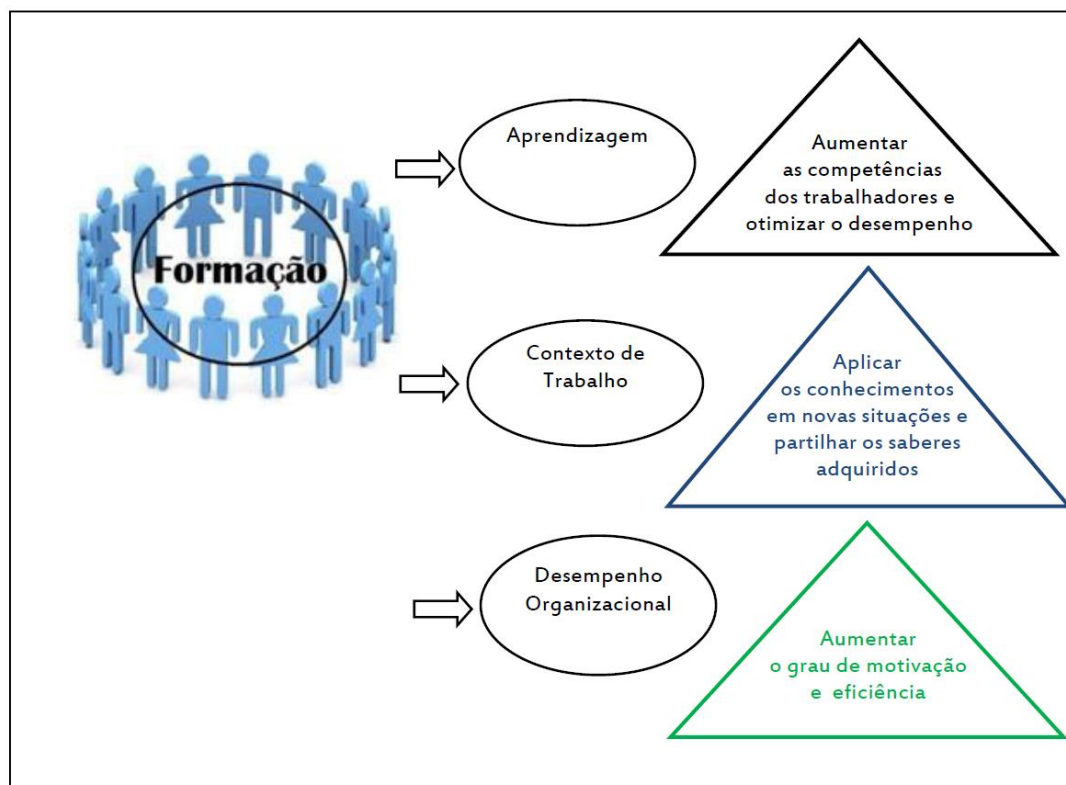 Formação
Aprendizagem
Aumentar
as competências
dos trabalhadores e
otimizar o desempenho
Contexto de
Trabalho
Aplicar
os conhecimentos
em novas situações e
partilhar os saberes
adquiridos
Desempenho
Organizacional
Aumentar
o grau de motivação
e eficiência